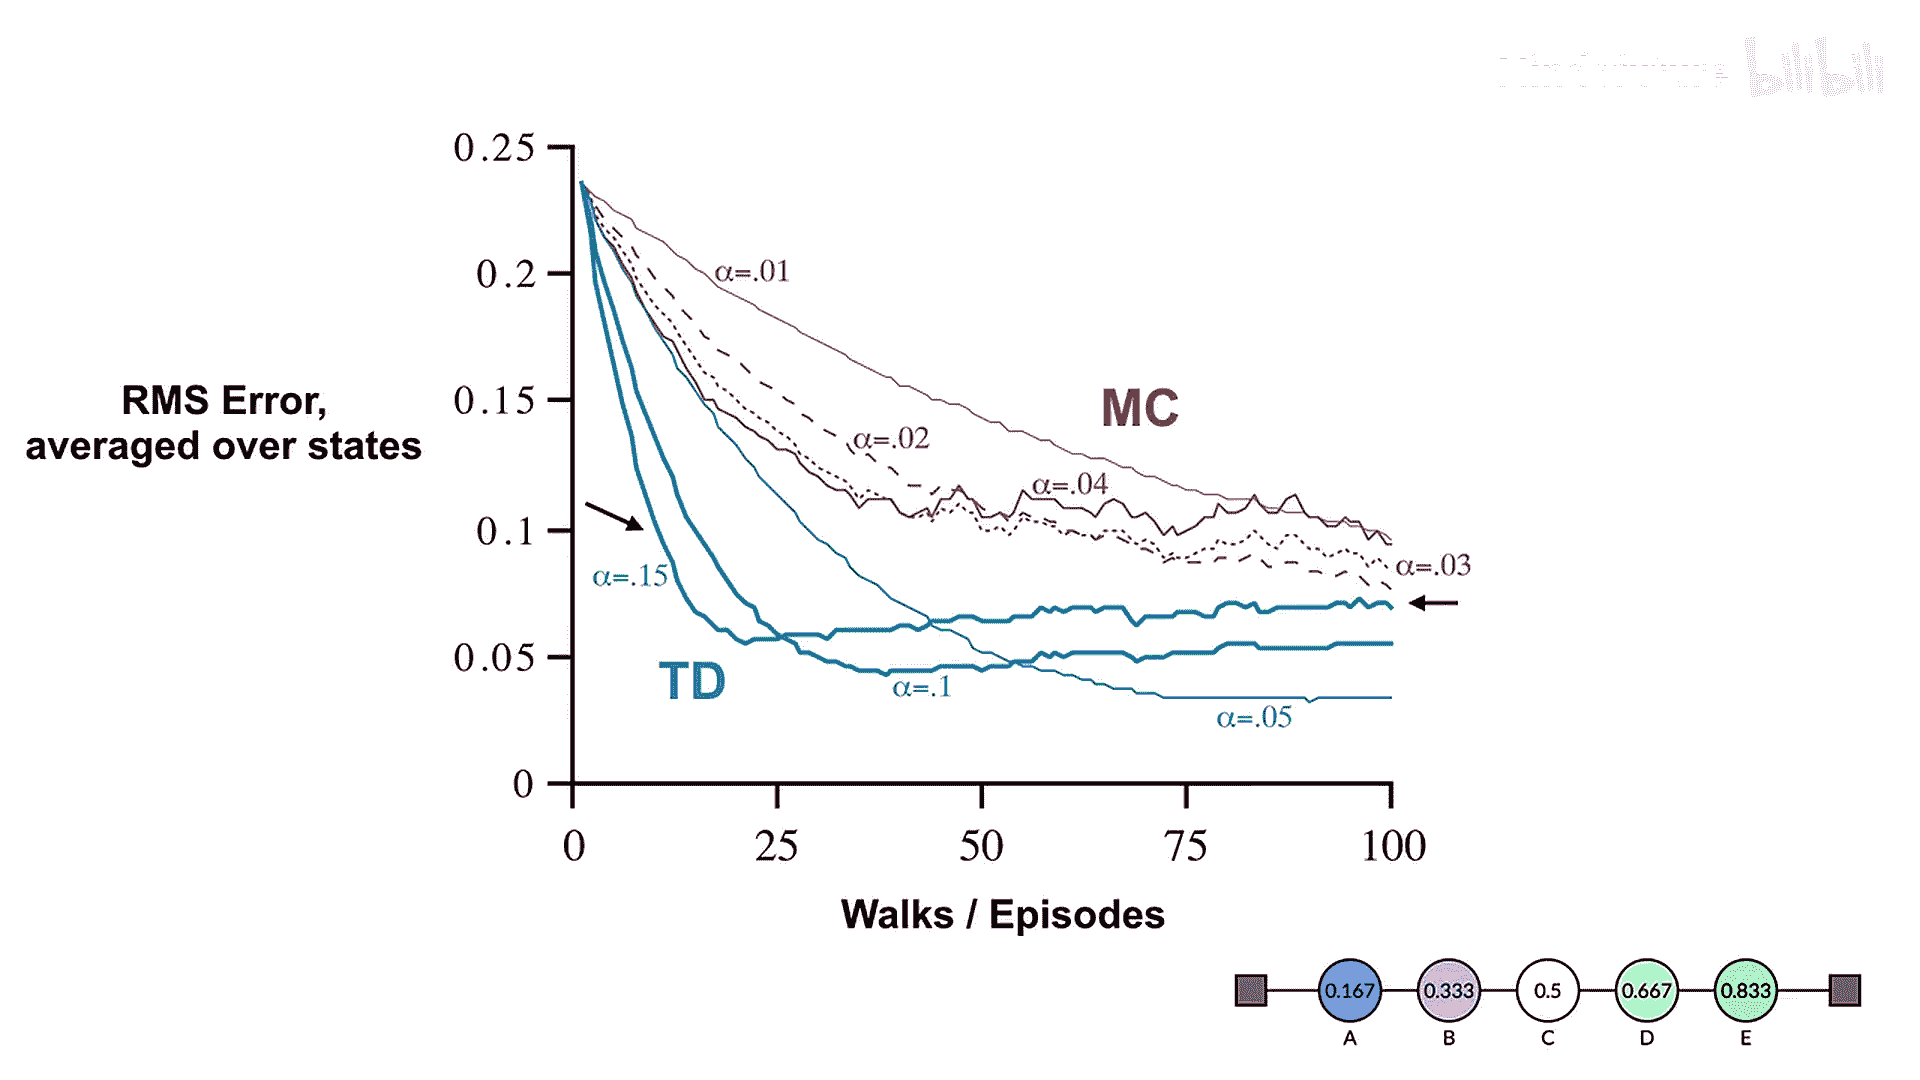 bilibili
0.25
0.2
0.15
0.1
0.05
0
RMS Error,
averaged over states
α=.01
MC
α=.02
α=.04
α=.03
α=.15
TD
α=.1
α=.05
0 25 50 75 100
Walks / Episodes
0.167 0.333 0.5 0.667 0.833
A B C D E